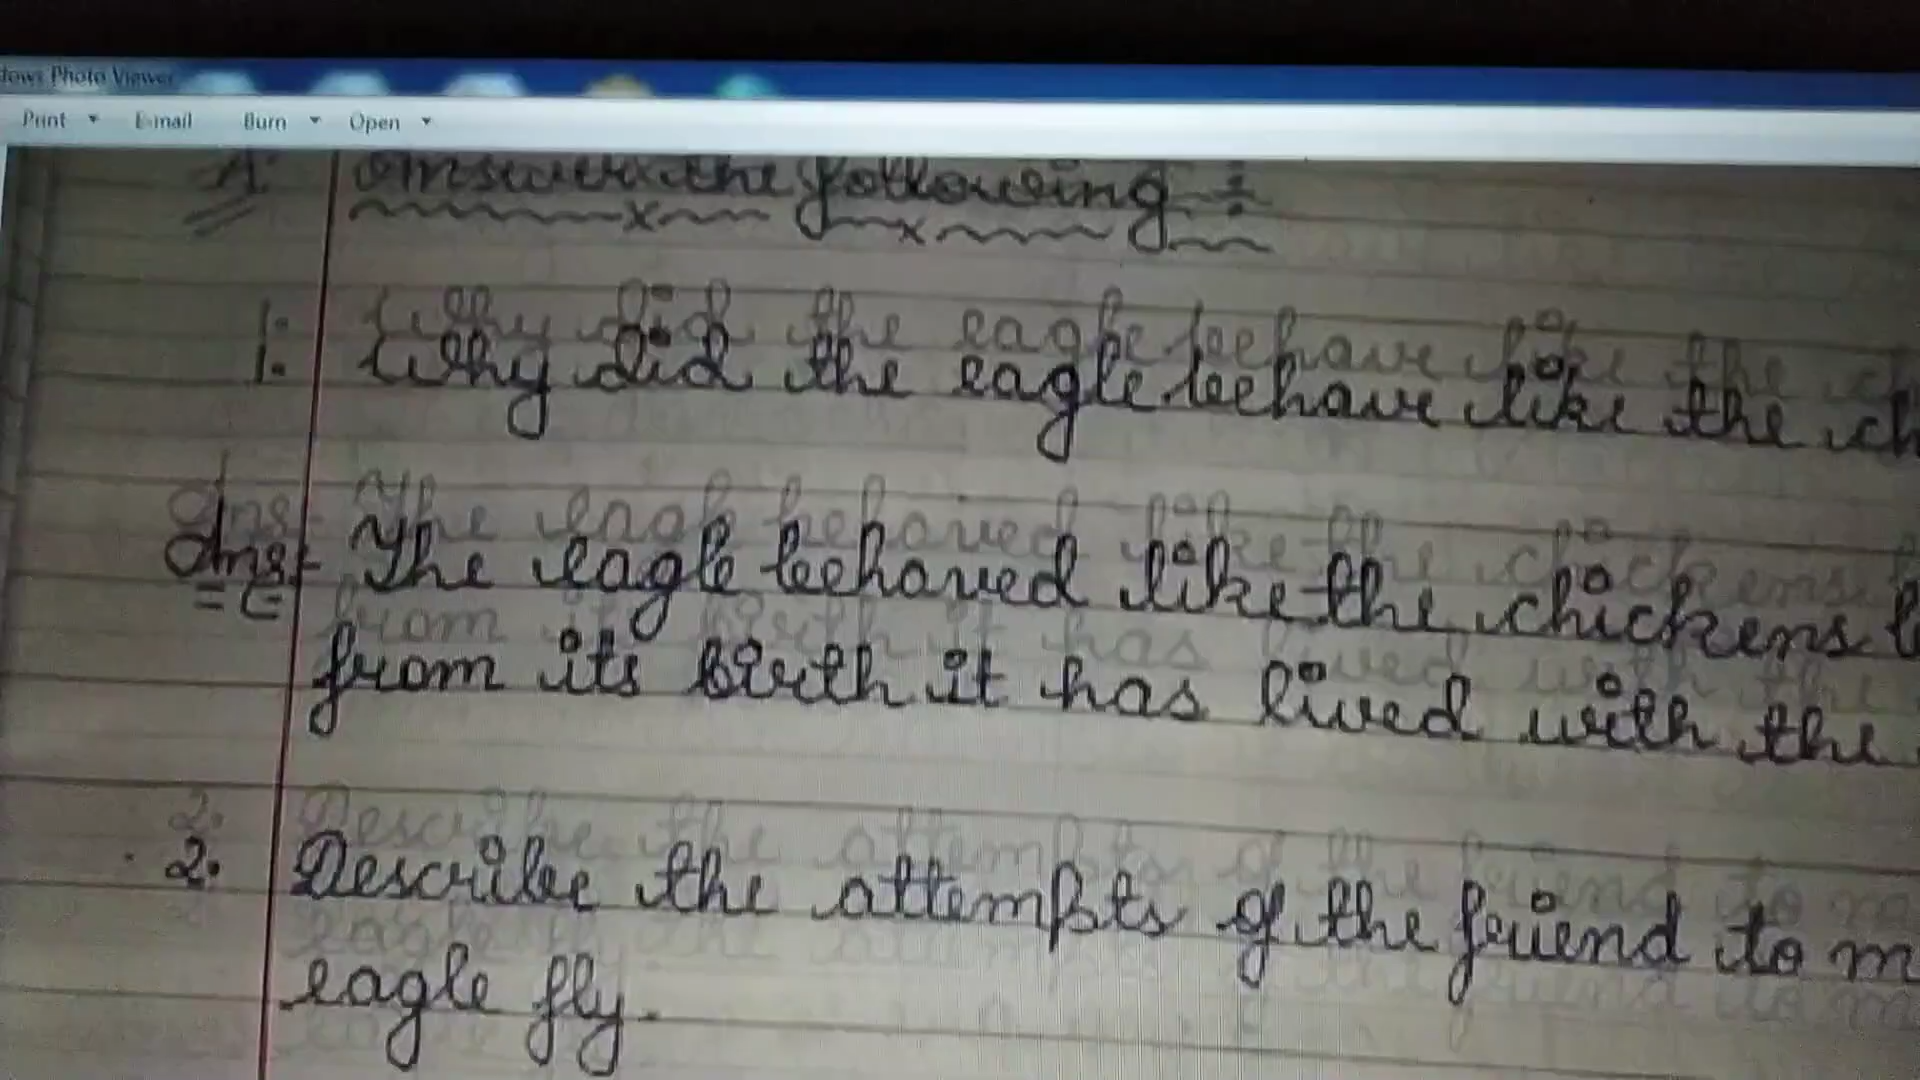 dows Photo Viewer
Print E-mail Burn Open
A. Answer the following :-
1. Why did the eagle behave like the ch
Ans:- The eagle behaved like the chickens b
from its birth it has lived with the
2. Describe the attempts of the friend to m
eagle fly.